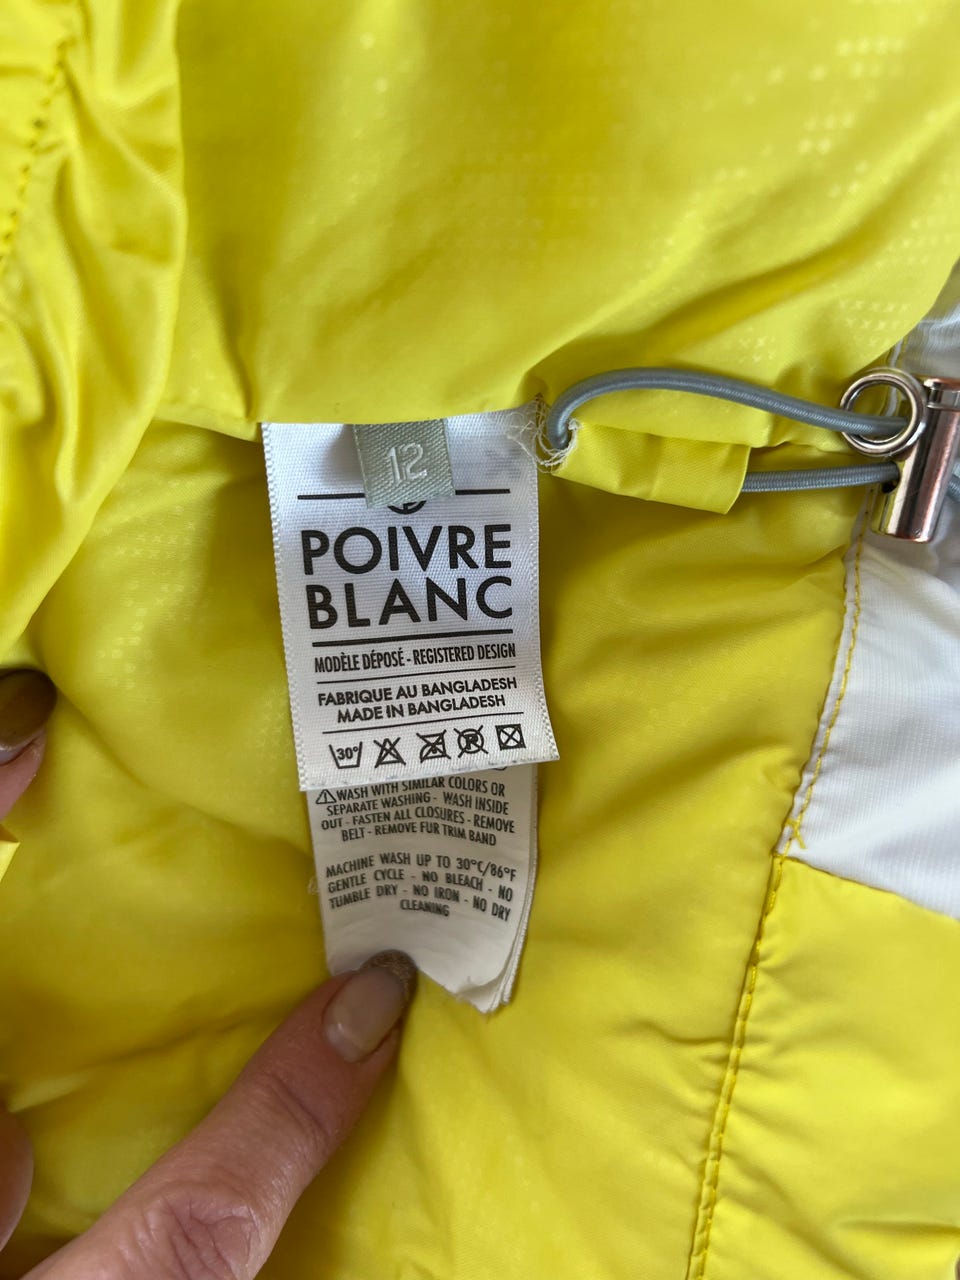 12
POIVRE
BLANC
MODÈLE DÉPOSÉ - REGISTERED DESIGN
FABRIQUE AU BANGLADESH
MADE IN BANGLADESH
30°
WASH WITH SIMILAR COLORS OR
SEPARATE WASHING - WASH INSIDE
OUT - FASTEN ALL CLOSURES - REMOVE
BELT - REMOVE FUR TRIM BAND
MACHINE WASH UP TO 30°C/86°F
GENTLE CYCLE - NO BLEACH - NO
TUMBLE DRY - NO IRON - NO DRY
CLEANING